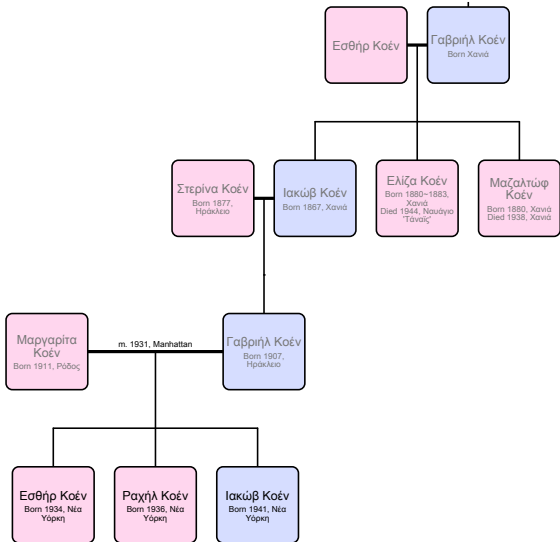 Εσθήρ Κοέν
Γαβριήλ Κοέν
Born Χανιά
Στερίνα Κοέν
Born 1877,
Ηράκλειο
Ιακώβ Κοέν
Born 1867, Χανιά
Ελίζα Κοέν
Born 1880~1883,
Χανιά
Died 1944, Ναυάγιο
"Τάναϊς"
Μαζαλτώφ
Κοέν
Born 1880, Χανιά
Died 1938, Χανιά
Μαργαρίτα
Κοέν
Born 1911, Ρόδος
m. 1931, Manhattan
Γαβριήλ Κοέν
Born 1907,
Ηράκλειο
Εσθήρ Κοέν
Born 1934, Νέα
Υόρκη
Ραχήλ Κοέν
Born 1936, Νέα
Υόρκη
Ιακώβ Κοέν
Born 1941, Νέα
Υόρκη